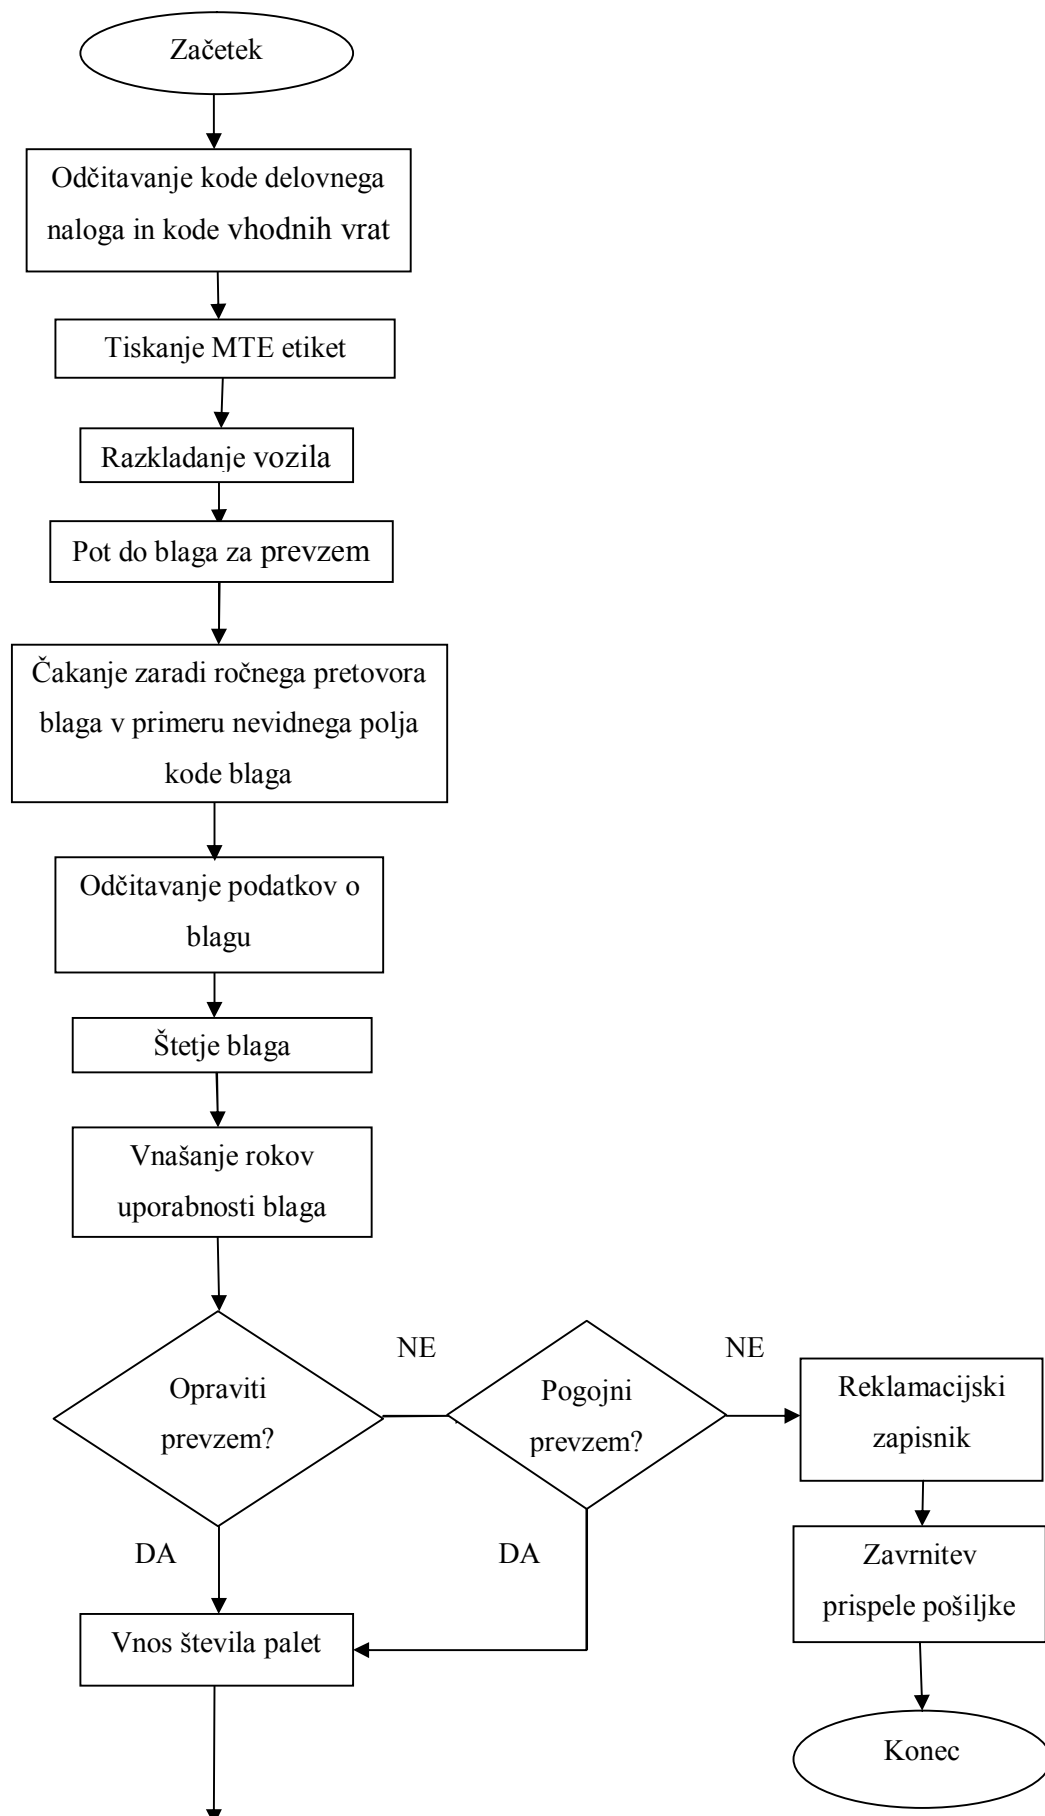 Začetek
Odčitavanje kode delovnega
naloga in kode vhodnih vrat
Tiskanje MTE etiket
Razkladanje vozila
Pot do blaga za prevzem
Čakanje zaradi ročnega pretovora
blaga v primeru nevidnega polja
kode blaga
Odčitavanje podatkov o
blagu
Štetje blaga
Vnašanje rokov
uporabnosti blaga
Opraviti
prevzem?
NE
Pogojni
prevzem?
NE
Reklamacijski
zapisnik
DA
DA
Zavrnitev
prispele pošiljke
Vnos števila palet
Konec